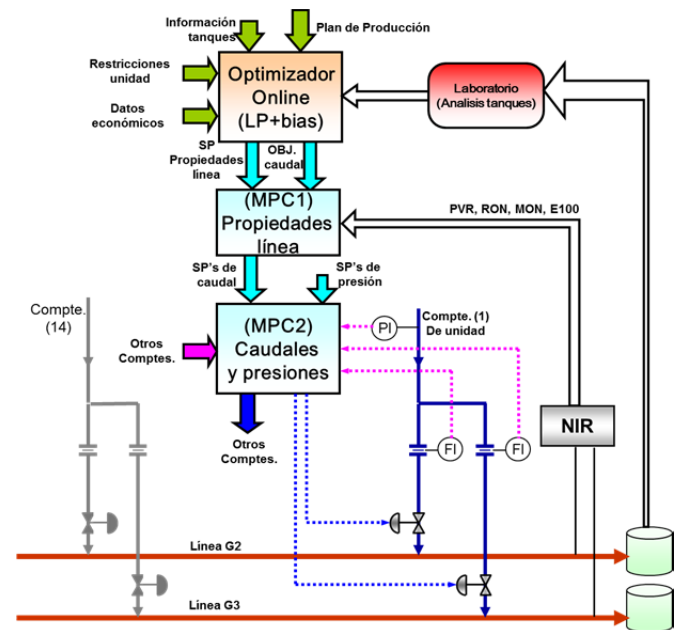 Información
tanques
Plan de Producción
Restricciones
unidad
Datos
económicos
Optimizador
Online
(LP+bias)
Laboratorio
(Analisis tanques)
SP
Propiedades
línea
OBJ.
caudal
(MPC1)
Propiedades
línea
PVR, RON, MON, E100
SP's de
caudal
SP's de
presión
Compte.
(14)
(MPC2)
Caudales
y presiones
Otros
Comptes.
PI
Compte. (1)
De unidad
FI
FI
NIR
Otros
Comptes.
Línea G2
Línea G3